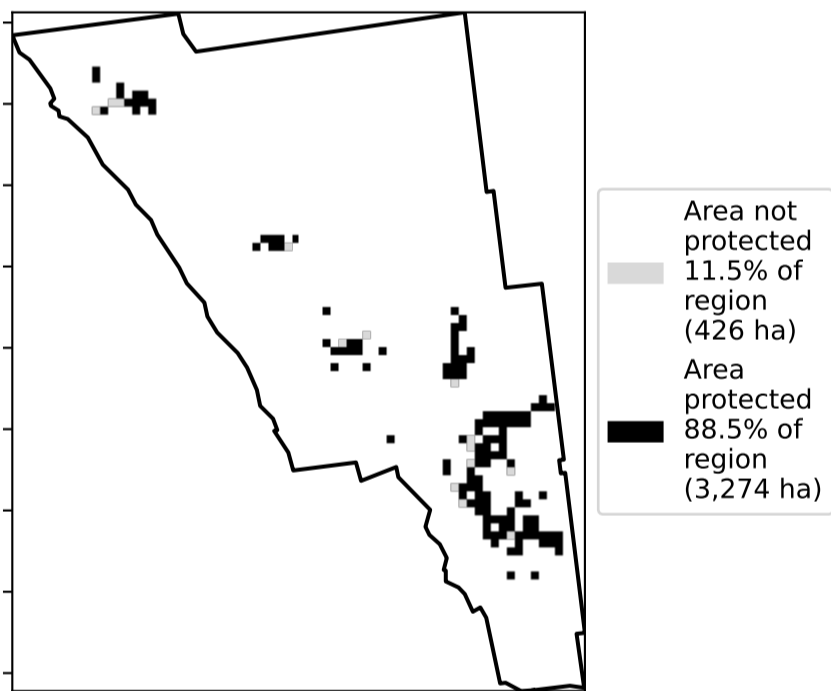 Area not
protected
11.5% of
region
(426 ha)
Area
protected
88.5% of
region
(3,274 ha)